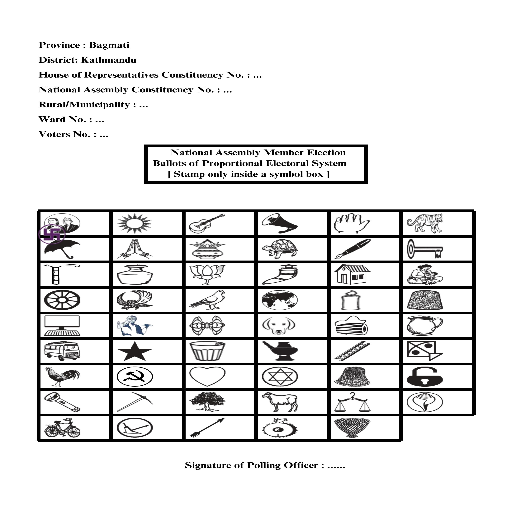 Province : Bagmati
District: Kathmandu
House of Representatives Constituency No. : ...
National Assembly Constituency No. : ...
Rural/Municipality : ...
Ward No. : ...
Voters No. : ...
National Assembly Member Election
Ballots of Proportional Electoral System
[ Stamp only inside a symbol box ]
Signature of Polling Officer : ......